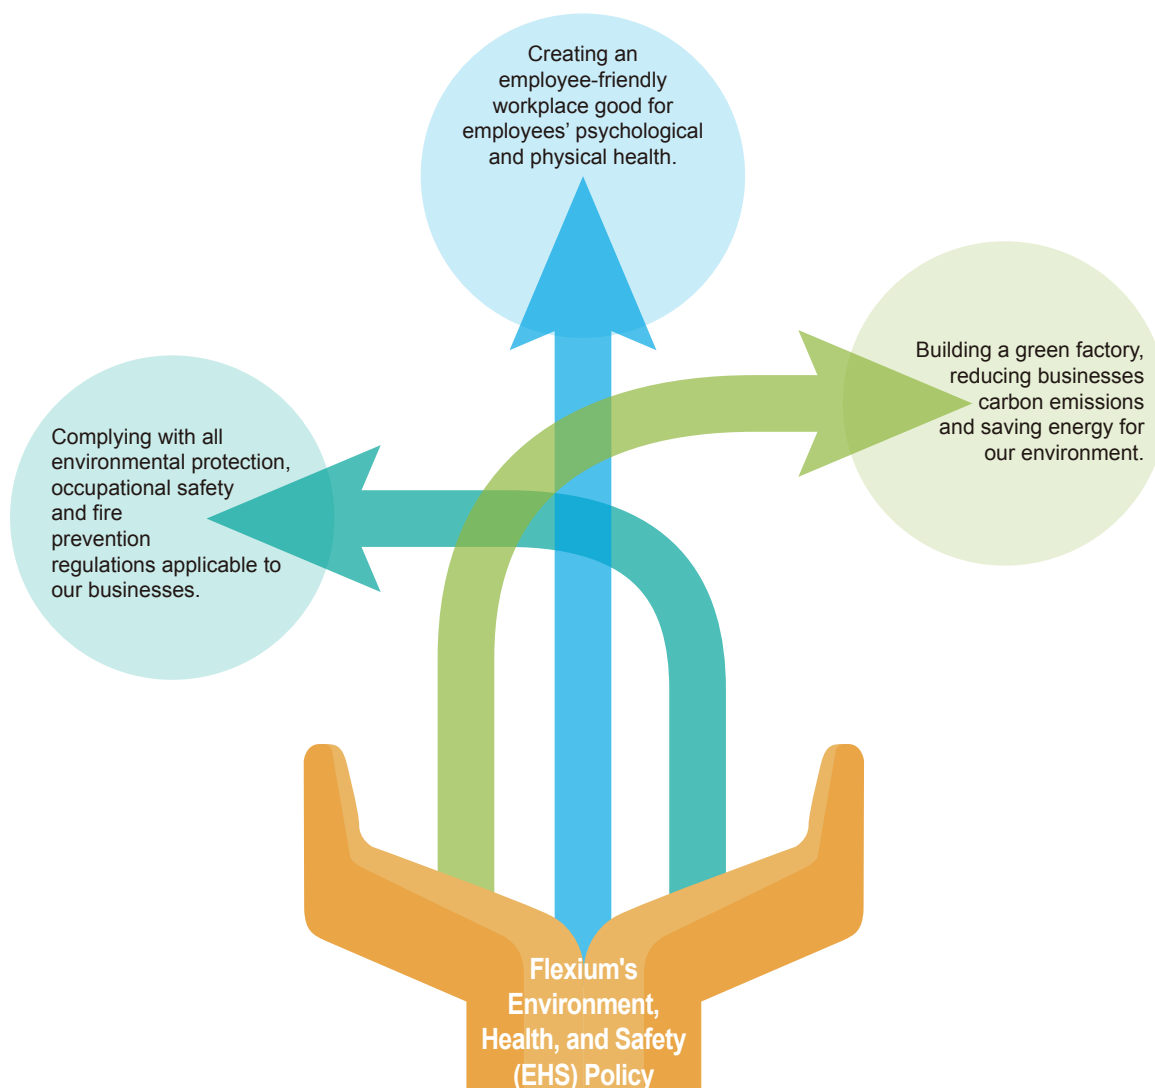 Creating an
employee-friendly
workplace good for
employees’ psychological
and physical health.
Building a green factory,
reducing businesses
carbon emissions
and saving energy for
our environment.
Complying with all
environmental protection,
occupational safety
and fire
prevention
regulations applicable to
our businesses.
Flexium's
Environment,
Health, and Safety
(EHS) Policy